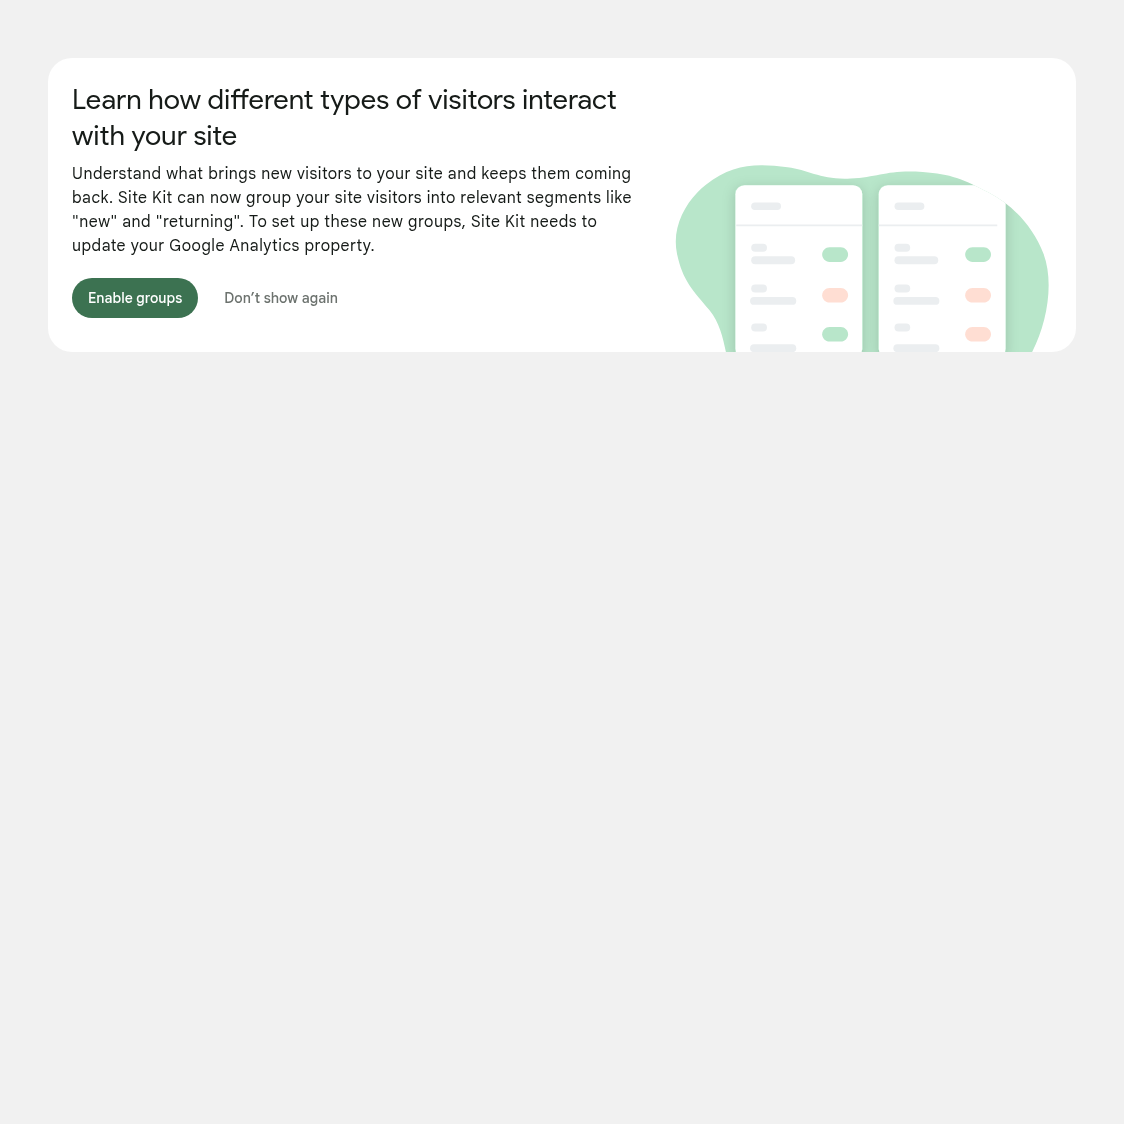 Learn how different types of visitors interact
with your site
Understand what brings new visitors to your site and keeps them coming
back. Site Kit can now group your site visitors into relevant segments like
"new" and "returning". To set up these new groups, Site Kit needs to
update your Google Analytics property.
Enable groups
Don’t show again